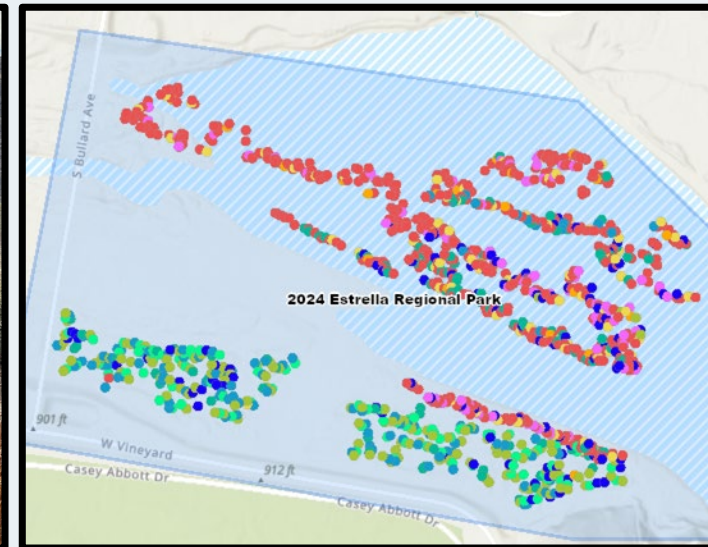 S Bullard Ave
2024 Estrella Regional Park
901 ft
W Vineyard
912 ft
Casey Abbott Dr
Casey Abbott Dr